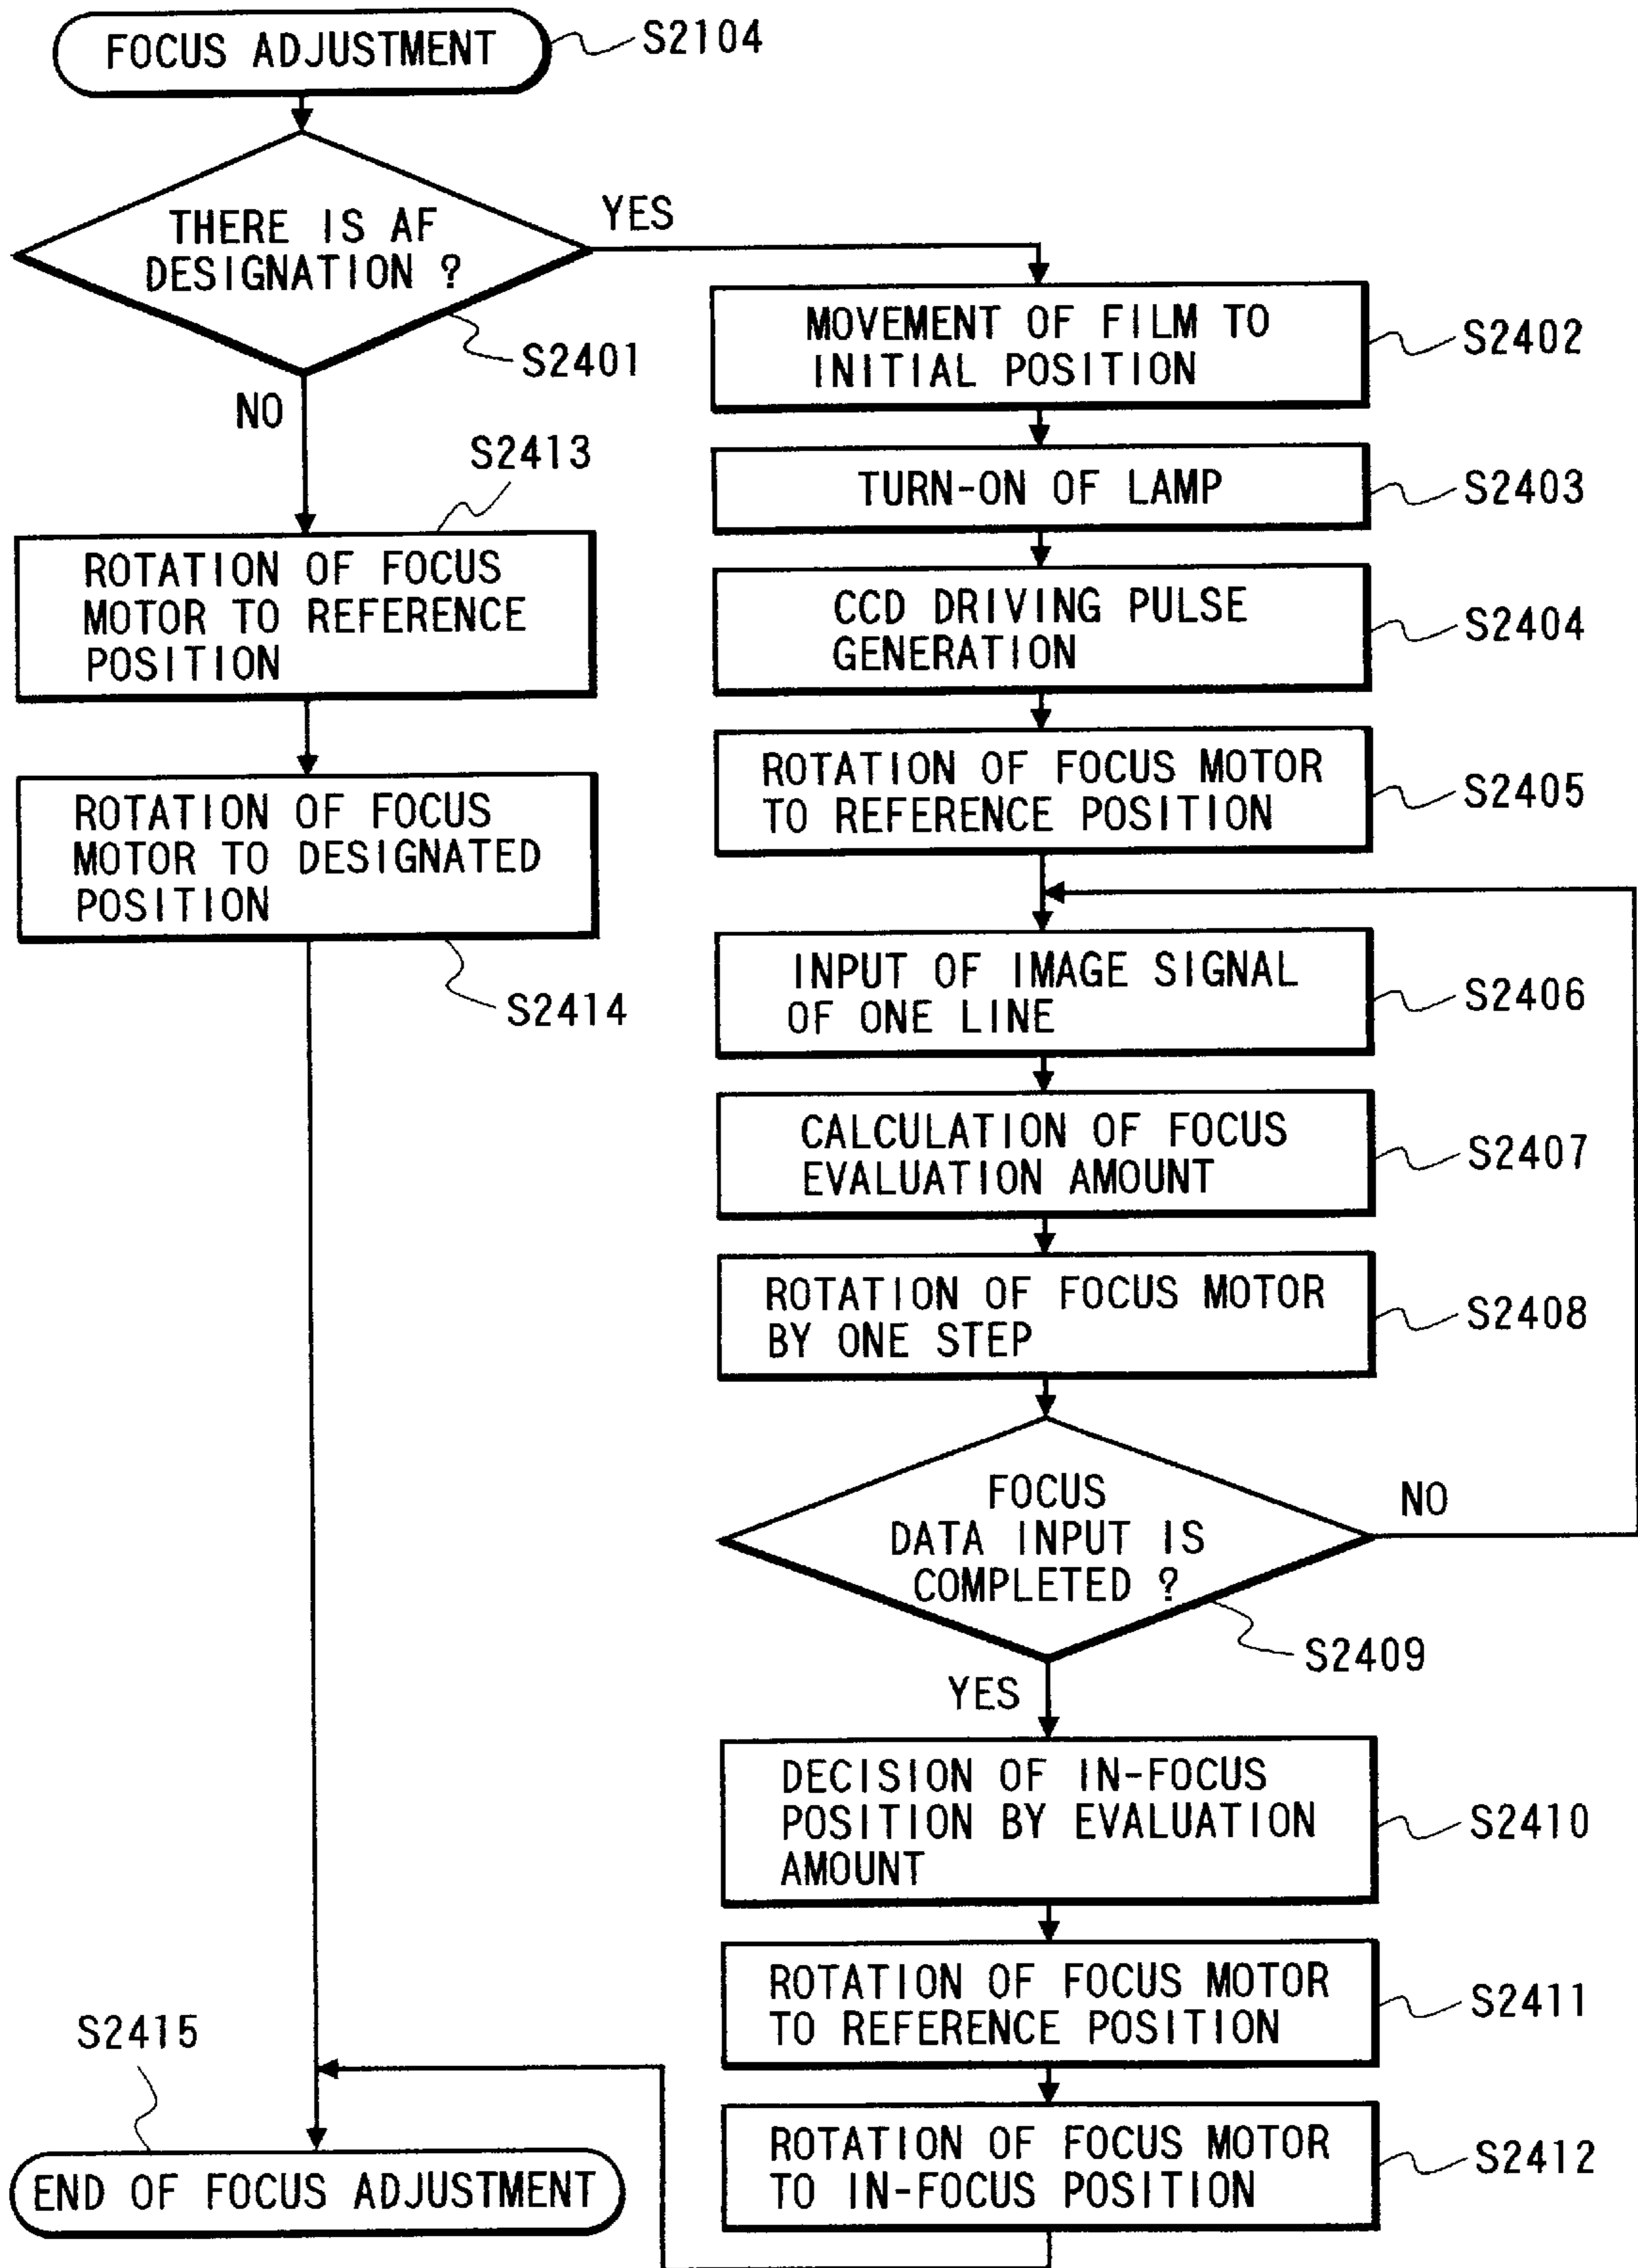 FOCUS ADJUSTMENT
S2104
THERE IS AF
DESIGNATION ?
YES
S2401
NO
MOVEMENT OF FILM TO
INITIAL POSITION
S2402
TURN-ON OF LAMP
S2403
S2413
ROTATION OF FOCUS
MOTOR TO REFERENCE
POSITION
CCD DRIVING PULSE
GENERATION
S2404
ROTATION OF FOCUS MOTOR
TO REFERENCE POSITION
S2405
ROTATION OF FOCUS
MOTOR TO DESIGNATED
POSITION
S2414
INPUT OF IMAGE SIGNAL
OF ONE LINE
S2406
CALCULATION OF FOCUS
EVALUATION AMOUNT
S2407
ROTATION OF FOCUS MOTOR
BY ONE STEP
S2408
FOCUS
DATA INPUT IS
COMPLETED ?
NO
S2409
YES
DECISION OF IN-FOCUS
POSITION BY EVALUATION
AMOUNT
S2410
ROTATION OF FOCUS MOTOR
TO REFERENCE POSITION
S2411
S2415
ROTATION OF FOCUS MOTOR
TO IN-FOCUS POSITION
S2412
END OF FOCUS ADJUSTMENT